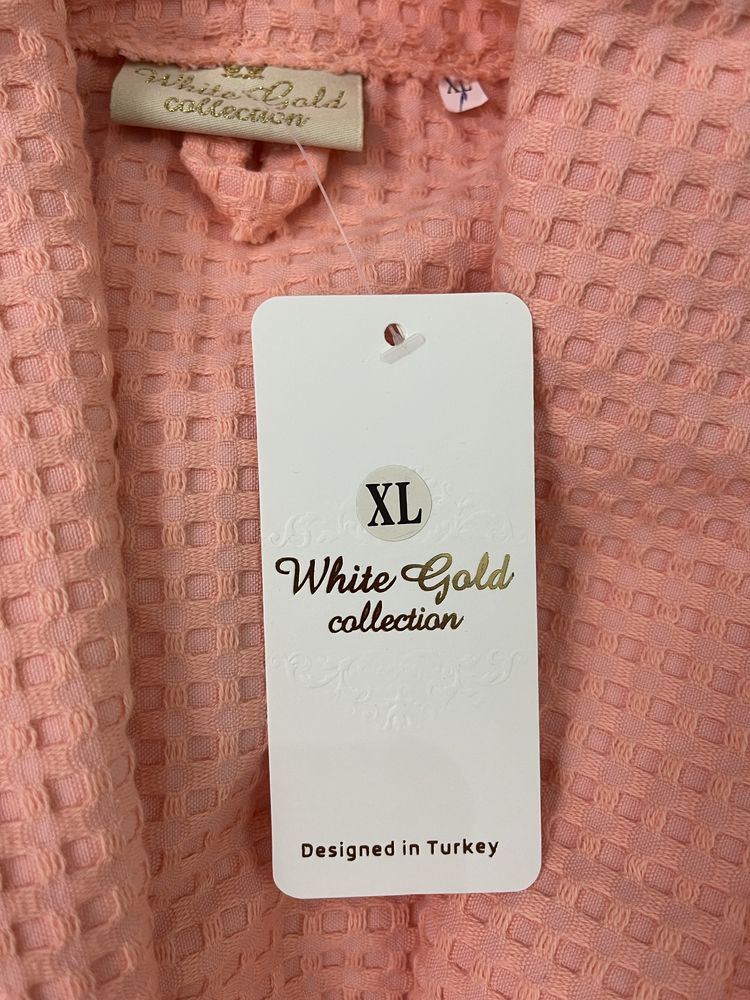 White Gold
collection
XL
XL
White Gold
collection
Designed in Turkey